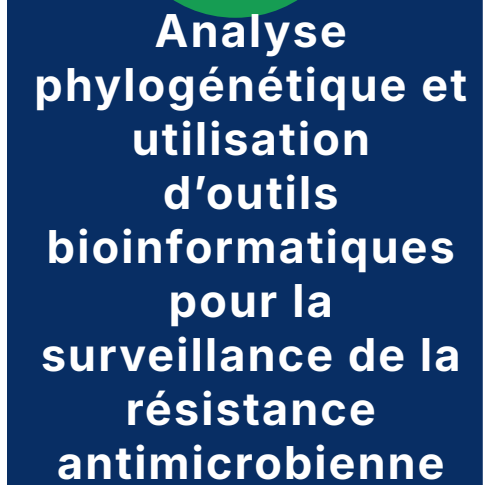 Analyse
phylogénétique et
utilisation
d’outils
bioinformatiques
pour la
surveillance de la
résistance
antimicrobienne